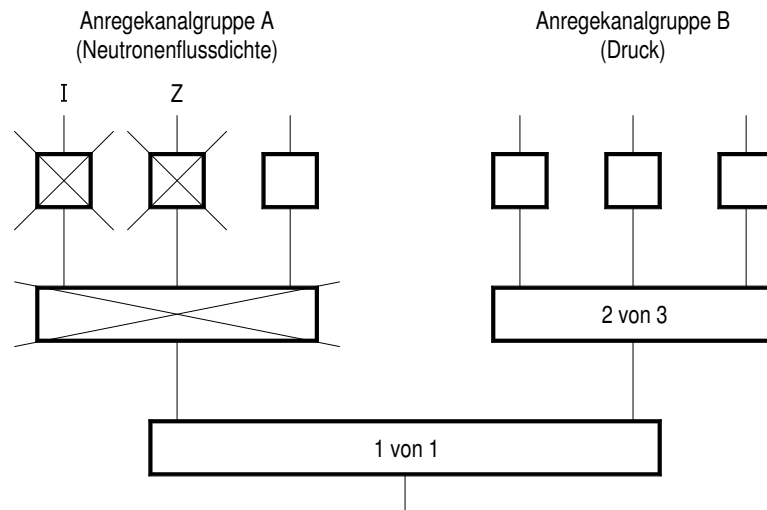 Anregekanalgruppe A
(Neutronenflussdichte)
Anregekanalgruppe B
(Druck)
I
Z
2 von 3
1 von 1